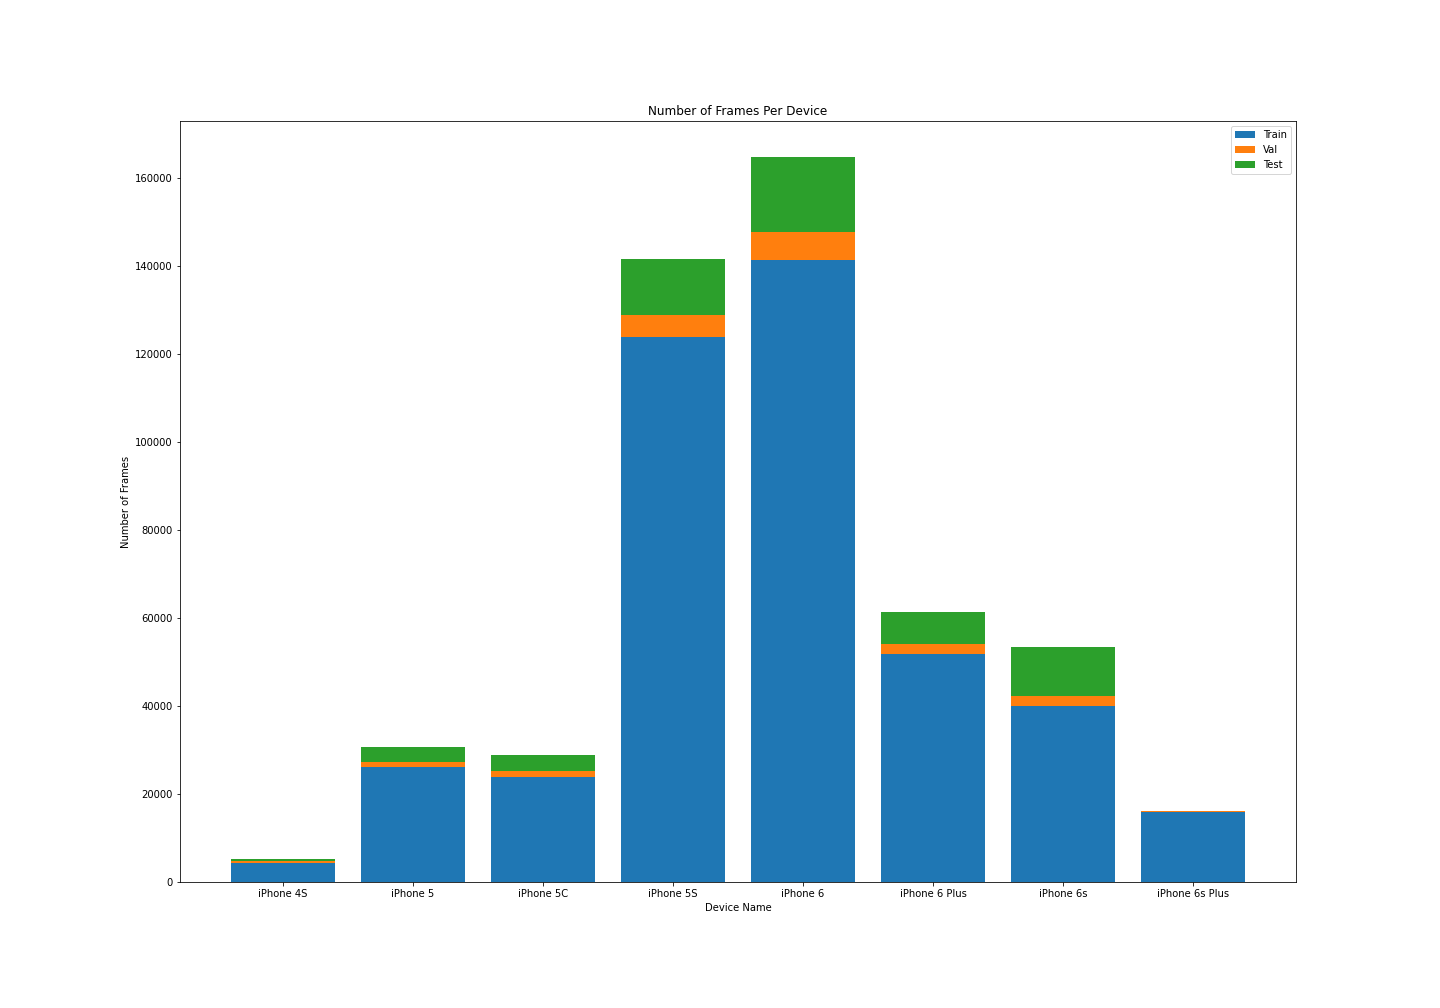 Number of Frames Per Device
Train
Val
Test
160000
140000
120000
100000
80000
60000
40000
20000
0
Number of Frames
iPhone 4S
iPhone 5
iPhone 5C
iPhone 5S
iPhone 6
iPhone 6 Plus
iPhone 6s
iPhone 6s Plus
Device Name